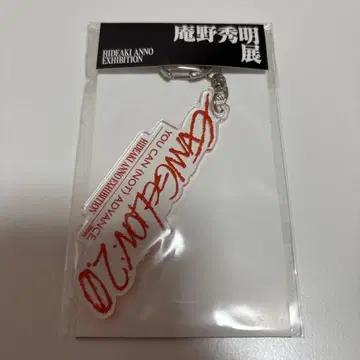 HIDEAKI ANNO
EXHIBITION
庵野秀明
展
EVANGELION:2.0
YOU CAN (NOT) ADVANCE.
HIDEAKI ANNO EXHIBITION